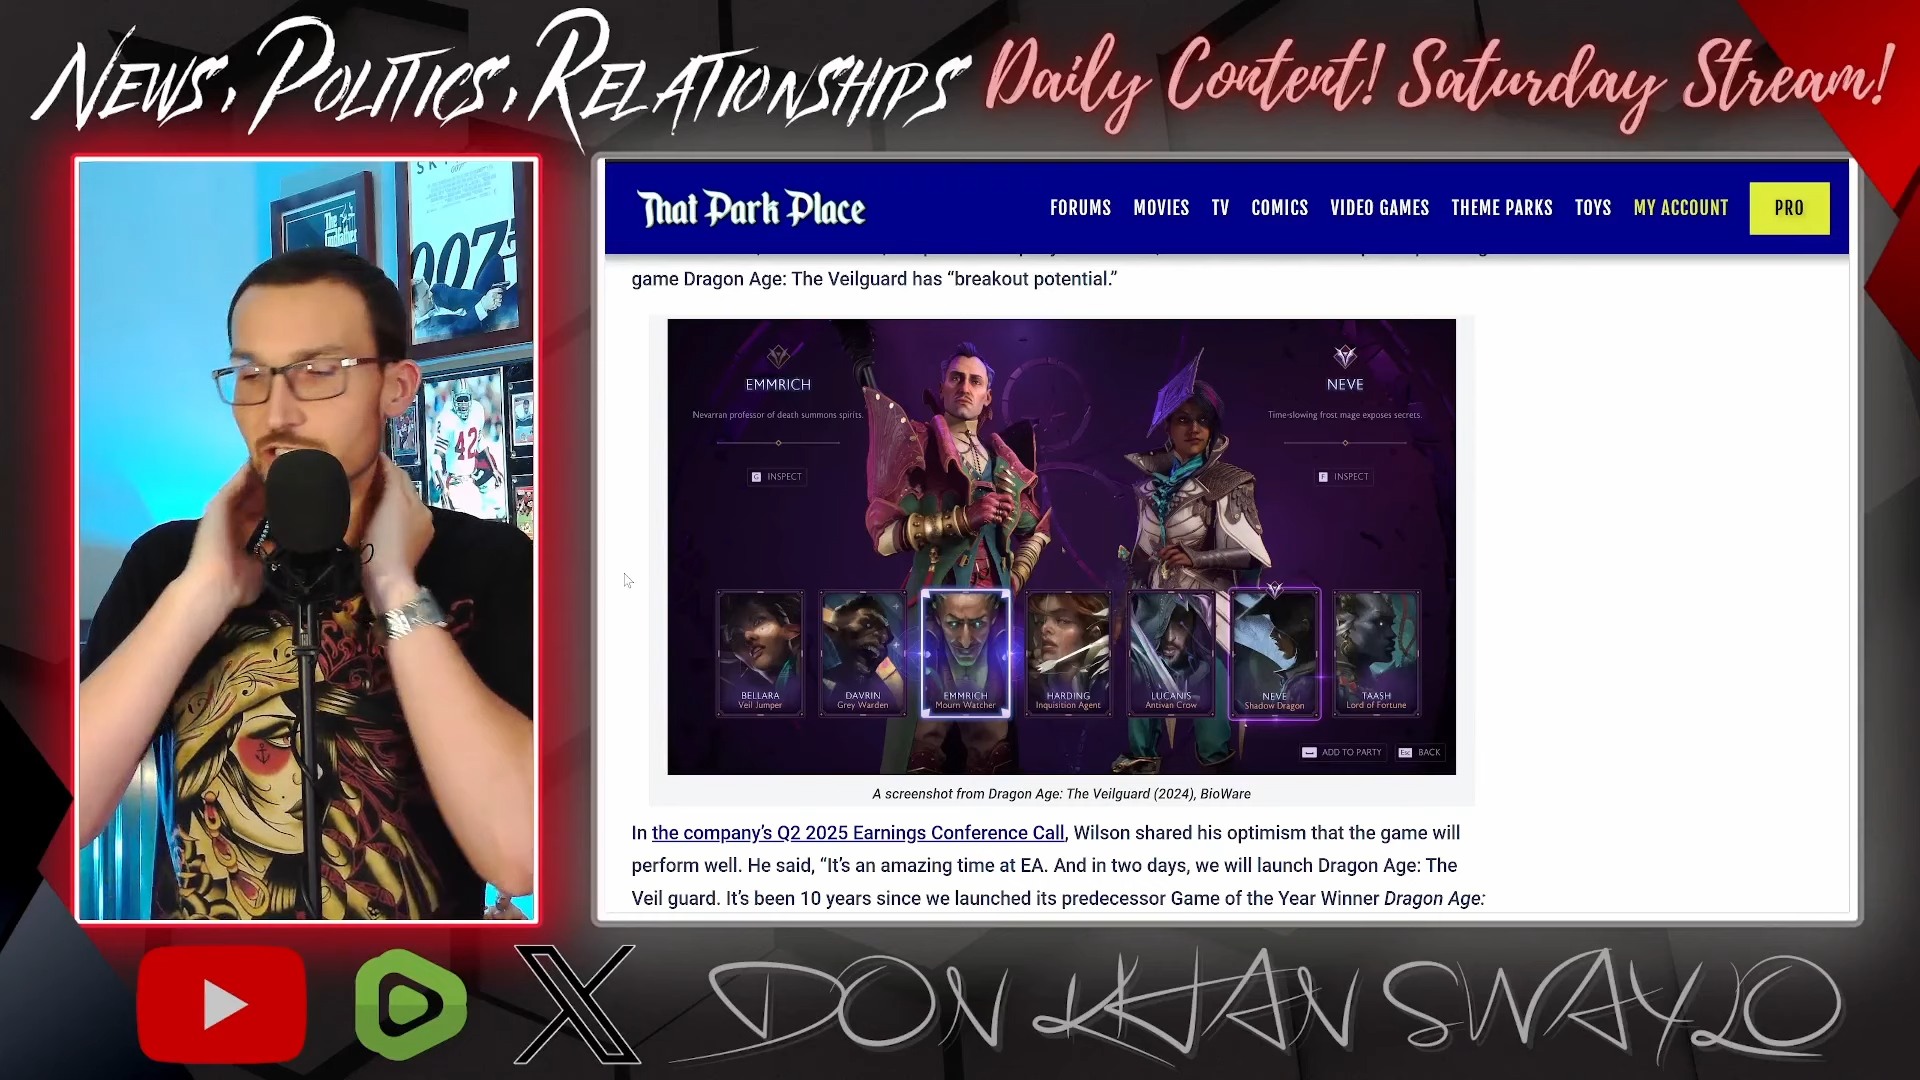 NEWS, POLITICS, RELATIONSHIPS
Daily Content! Saturday Stream!
SKY
007
The
Godfather
007
42
That Park Place
FORUMS MOVIES TV COMICS VIDEO GAMES THEME PARKS TOYS MY ACCOUNT PRO
game Dragon Age: The Veilguard has “breakout potential.”
EMMRICH
Nevarran professor of death summons spirits.
INSPECT
NEVE
Time-slowing frost mage exposes secrets.
F INSPECT
BELLARA
Veil Jumper
DAVRIN
Grey Warden
EMMRICH
Mourn Watcher
HARDING
Inquisition Agent
LUCANIS
Antivan Crow
NEVE
Shadow Dragon
TAASH
Lord of Fortune
ADD TO PARTY
Esc BACK
A screenshot from Dragon Age: The Veilguard (2024), BioWare
In the company’s Q2 2025 Earnings Conference Call, Wilson shared his optimism that the game will
perform well. He said, “It’s an amazing time at EA. And in two days, we will launch Dragon Age: The
Veil guard. It’s been 10 years since we launched its predecessor Game of the Year Winner Dragon Age:
DON KHAN SWAYLO